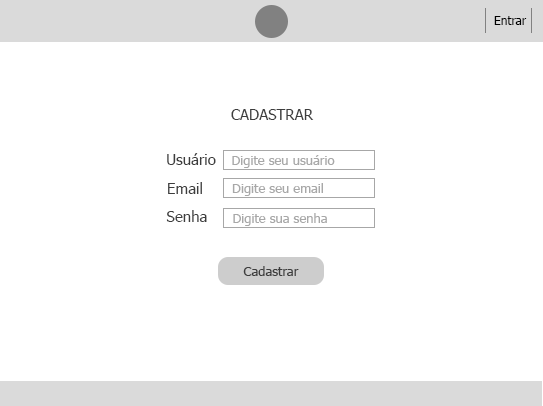 Entrar
CADASTRAR
Usuário Digite seu usuário
Email Digite seu email
Senha Digite sua senha
Cadastrar